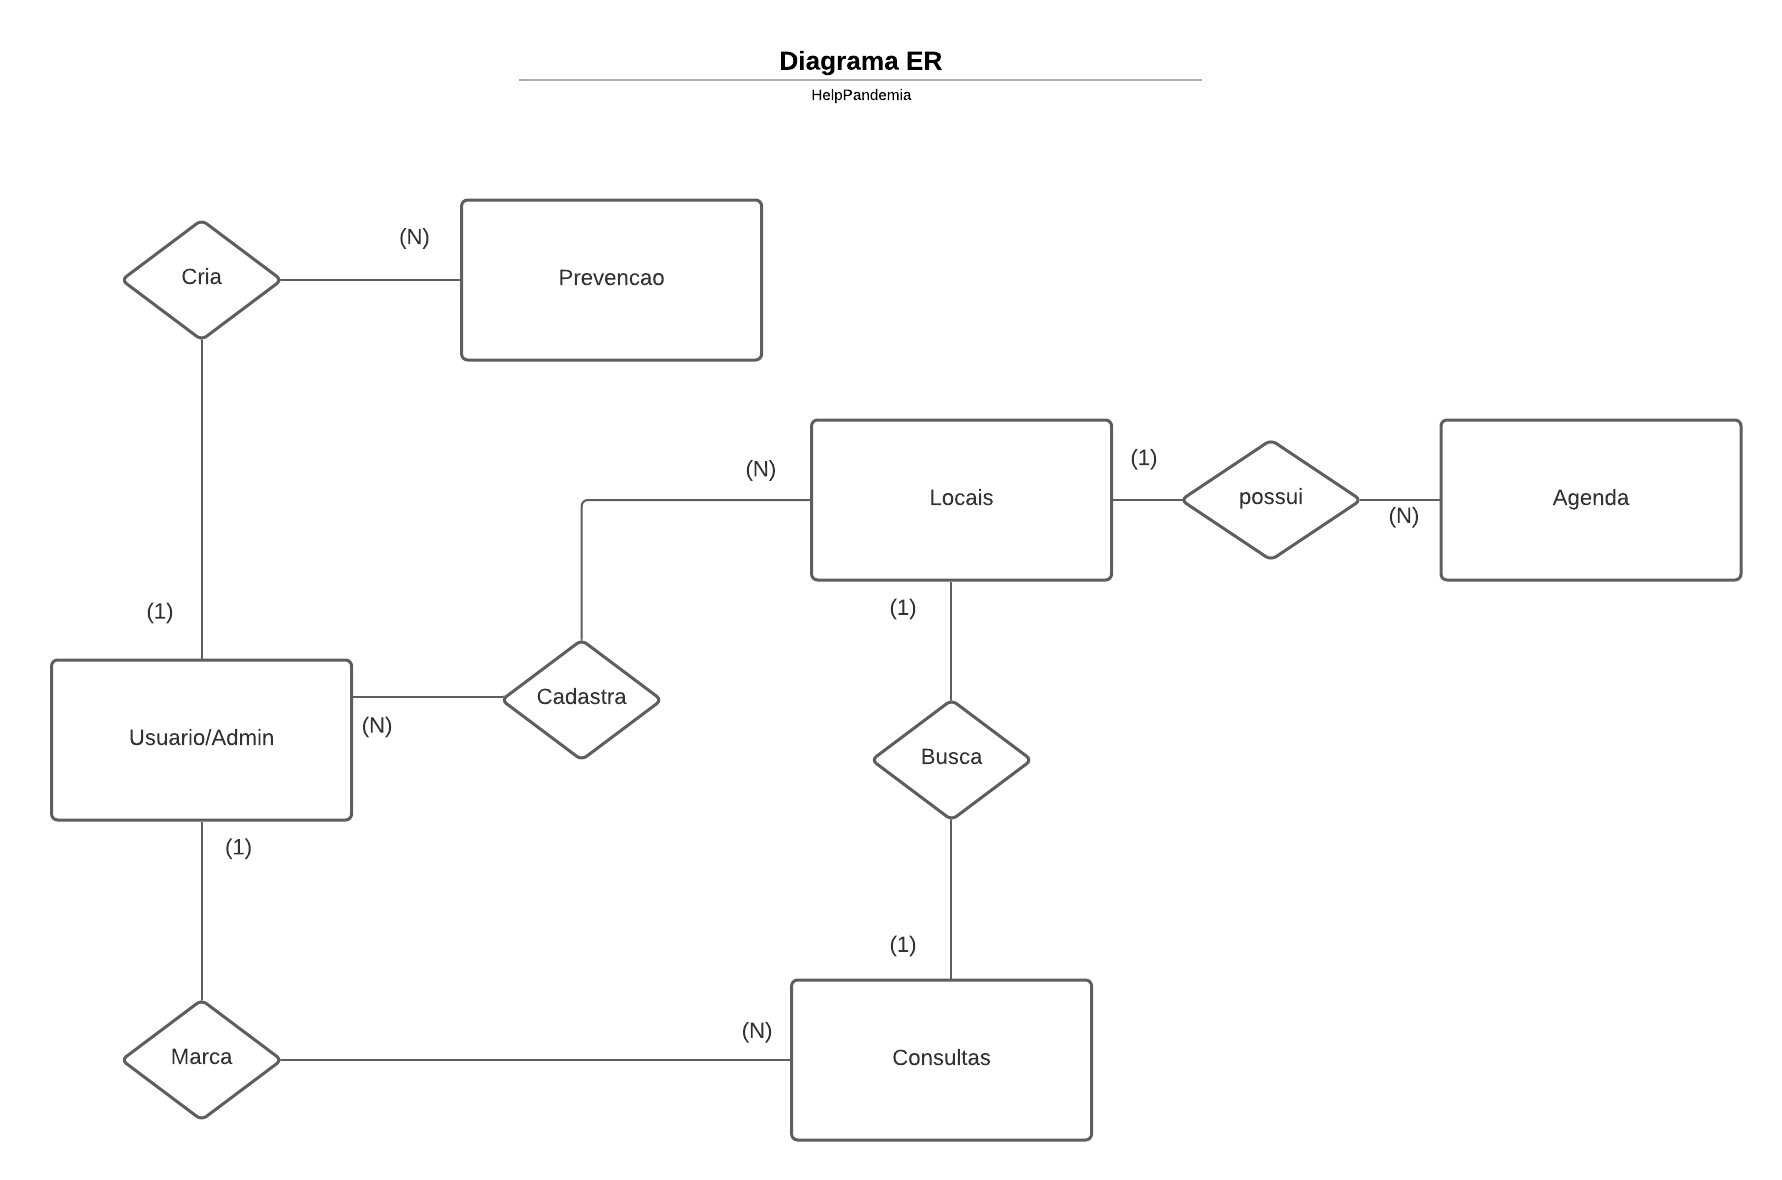 Diagrama ER
HelpPandemia
(N)
Cria
Prevencao
(N)
(1)
Locais
possui
Agenda
(N)
(1)
(1)
Cadastra
Usuario/Admin
(N)
Busca
(1)
(1)
(N)
Marca
Consultas